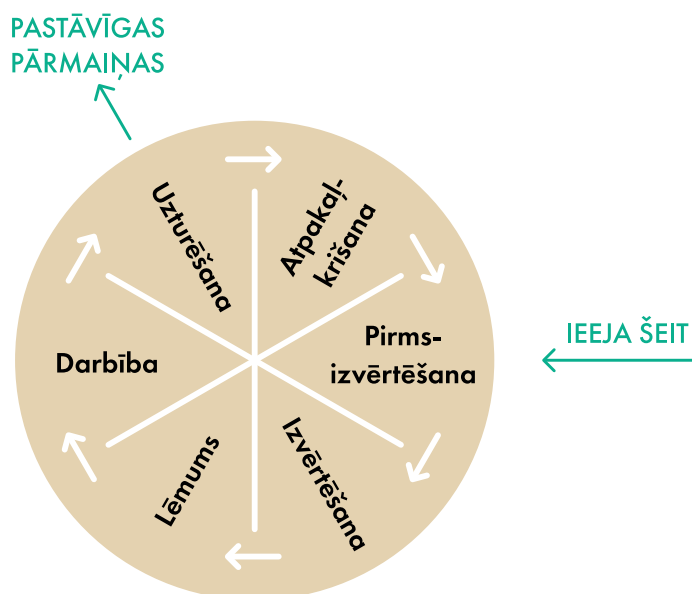 PASTĀVĪGAS
PĀRMAIŅAS
Uzturēšana
Atpakaļ-
krišana
IEEJA ŠEIT
Pirms-
izvērtēšana
Darbība
Lēmums
Izvērtēšana